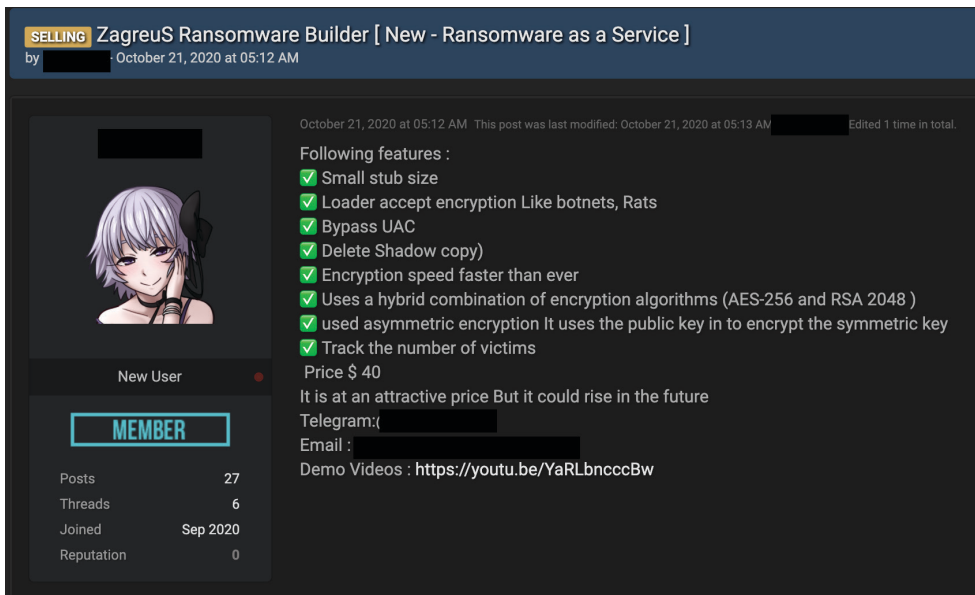 SELLING ZagreuS Ransomware Builder [ New - Ransomware as a Service ]
by - October 21, 2020 at 05:12 AM
October 21, 2020 at 05:12 AM This post was last modified: October 21, 2020 at 05:13 AM Edited 1 time in total.
Following features :
✅ Small stub size
✅ Loader accept encryption Like botnets, Rats
✅ Bypass UAC
✅ Delete Shadow copy)
✅ Encryption speed faster than ever
✅ Uses a hybrid combination of encryption algorithms (AES-256 and RSA 2048 )
✅ used asymmetric encryption It uses the public key in to encrypt the symmetric key
✅ Track the number of victims
Price $ 40
It is at an attractive price But it could rise in the future
Telegram:(
Email :
Demo Videos : https://youtu.be/YaRLbncccBw
New User
MEMBER
Posts 27
Threads 6
Joined Sep 2020
Reputation 0